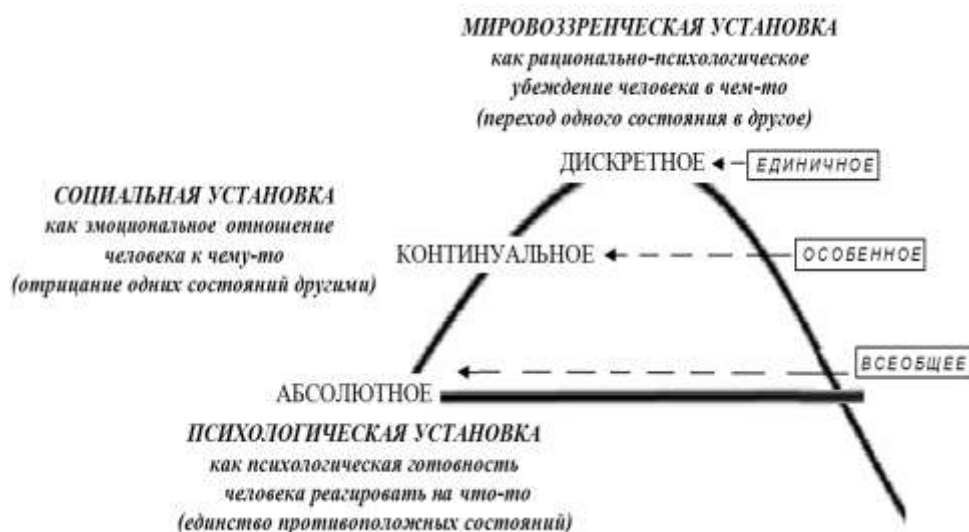 МИРОВОЗЗРЕНЧЕСКАЯ УСТАНОВКА
как рационально-психологическое
убеждение человека в чем-то
(переход одного состояния в другое)
ДИСКРЕТНОЕ
ЕДИНИЧНОЕ
СОЦИАЛЬНАЯ УСТАНОВКА
как эмоциональное отношение
человека к чему-то
(отрицание одних состояний другими)
КОНТИНУАЛЬНОЕ
ОСОБЕННОЕ
ВСЕОБЩЕЕ
АБСОЛЮТНОЕ
ПСИХОЛОГИЧЕСКАЯ УСТАНОВКА
как психологическая готовность
человека реагировать на что-то
(единство противоположных состояний)